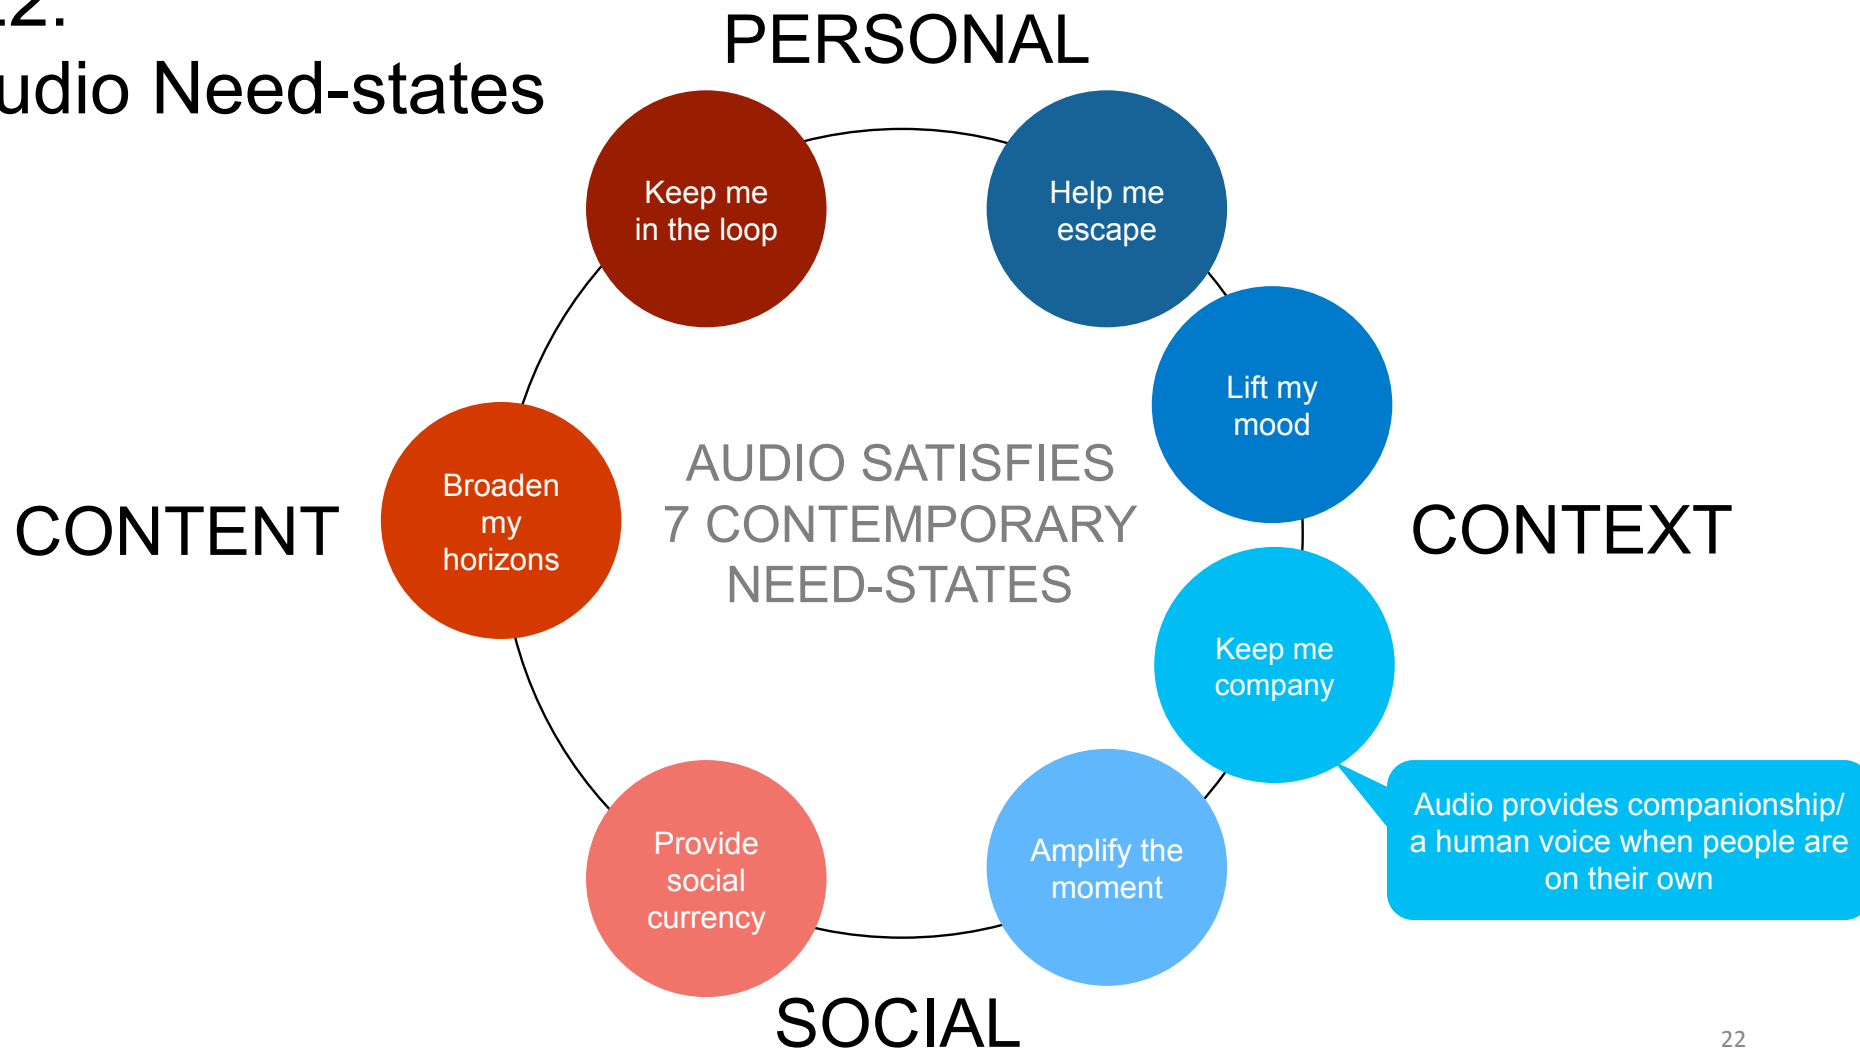 udio Need-states
PERSONAL
Keep me
in the loop
Help me
escape
Lift my
mood
AUDIO SATISFIES
7 CONTEMPORARY
NEED-STATES
Broaden
my
horizons
CONTENT
CONTEXT
Keep me
company
Audio provides companionship/
a human voice when people are
on their own
Provide
social
currency
Amplify the
moment
SOCIAL
22